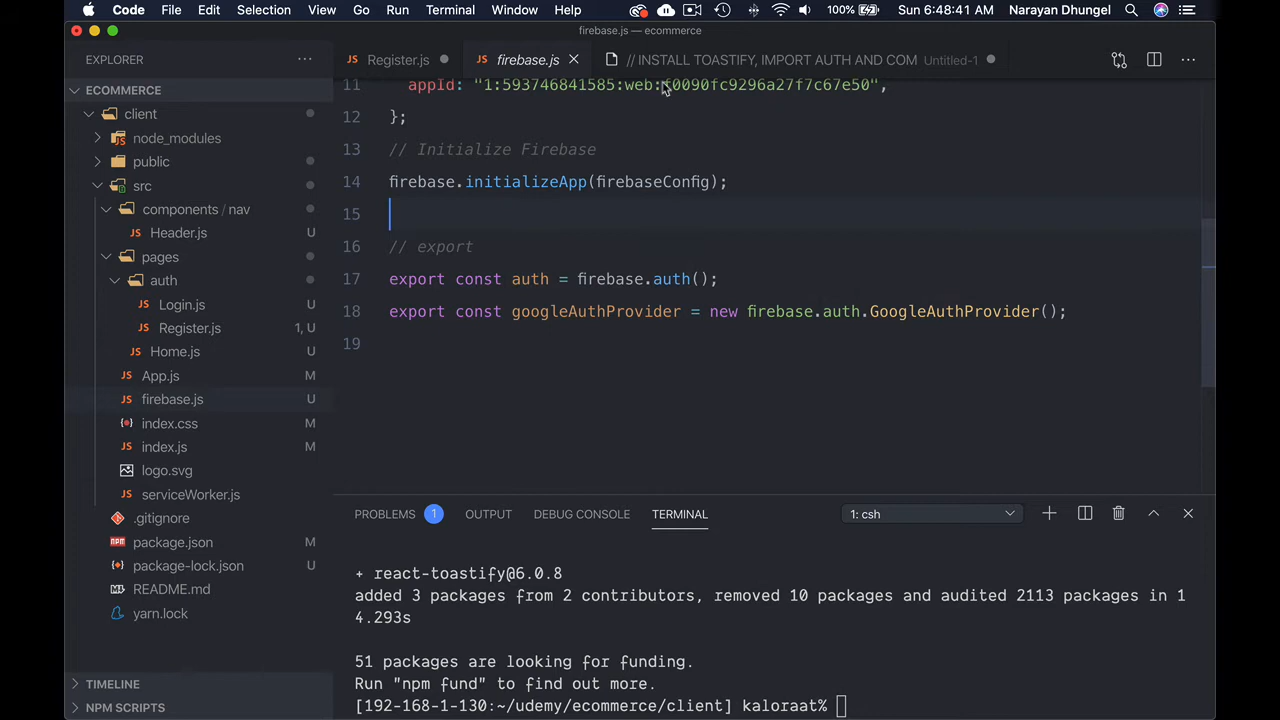 Code File Edit Selection View Go Run Terminal Window Help 100% Sun 6:48:41 AM Narayan Dhungel
firebase.js — ecommerce
EXPLORER
Register.js
firebase.js
// INSTALL TOASTIFY, IMPORT AUTH AND COM Untitled-1
ECOMMERCE
client
node_modules
public
src
components / nav
Header.js U
pages
auth
Login.js U
Register.js 1, U
Home.js U
App.js M
firebase.js U
index.css M
index.js M
logo.svg
serviceWorker.js
.gitignore
package.json M
package-lock.json U
README.md
yarn.lock
TIMELINE
NPM SCRIPTS
11 appId: "1:593746841585:web:f0090fc9296a27f7c67e50",
12 };
13 // Initialize Firebase
14 firebase.initializeApp(firebaseConfig);
15
16 // export
17 export const auth = firebase.auth();
18 export const googleAuthProvider = new firebase.auth.GoogleAuthProvider();
19
PROBLEMS 1 OUTPUT DEBUG CONSOLE TERMINAL 1: csh
+ react-toastify@6.0.8
added 3 packages from 2 contributors, removed 10 packages and audited 2113 packages in 1
4.293s
51 packages are looking for funding.
Run "npm fund" to find out more.
[192-168-1-130:~/udemy/ecommerce/client] kaloraat%